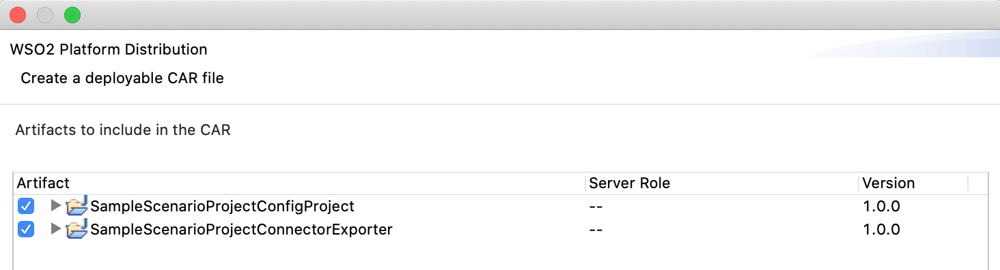 WSO2 Platform Distribution
Create a deployable CAR file
Artifacts to include in the CAR
Artifact Server Role Version
SampleScenarioProjectConfigProject -- 1.0.0
SampleScenarioProjectConnectorExporter -- 1.0.0